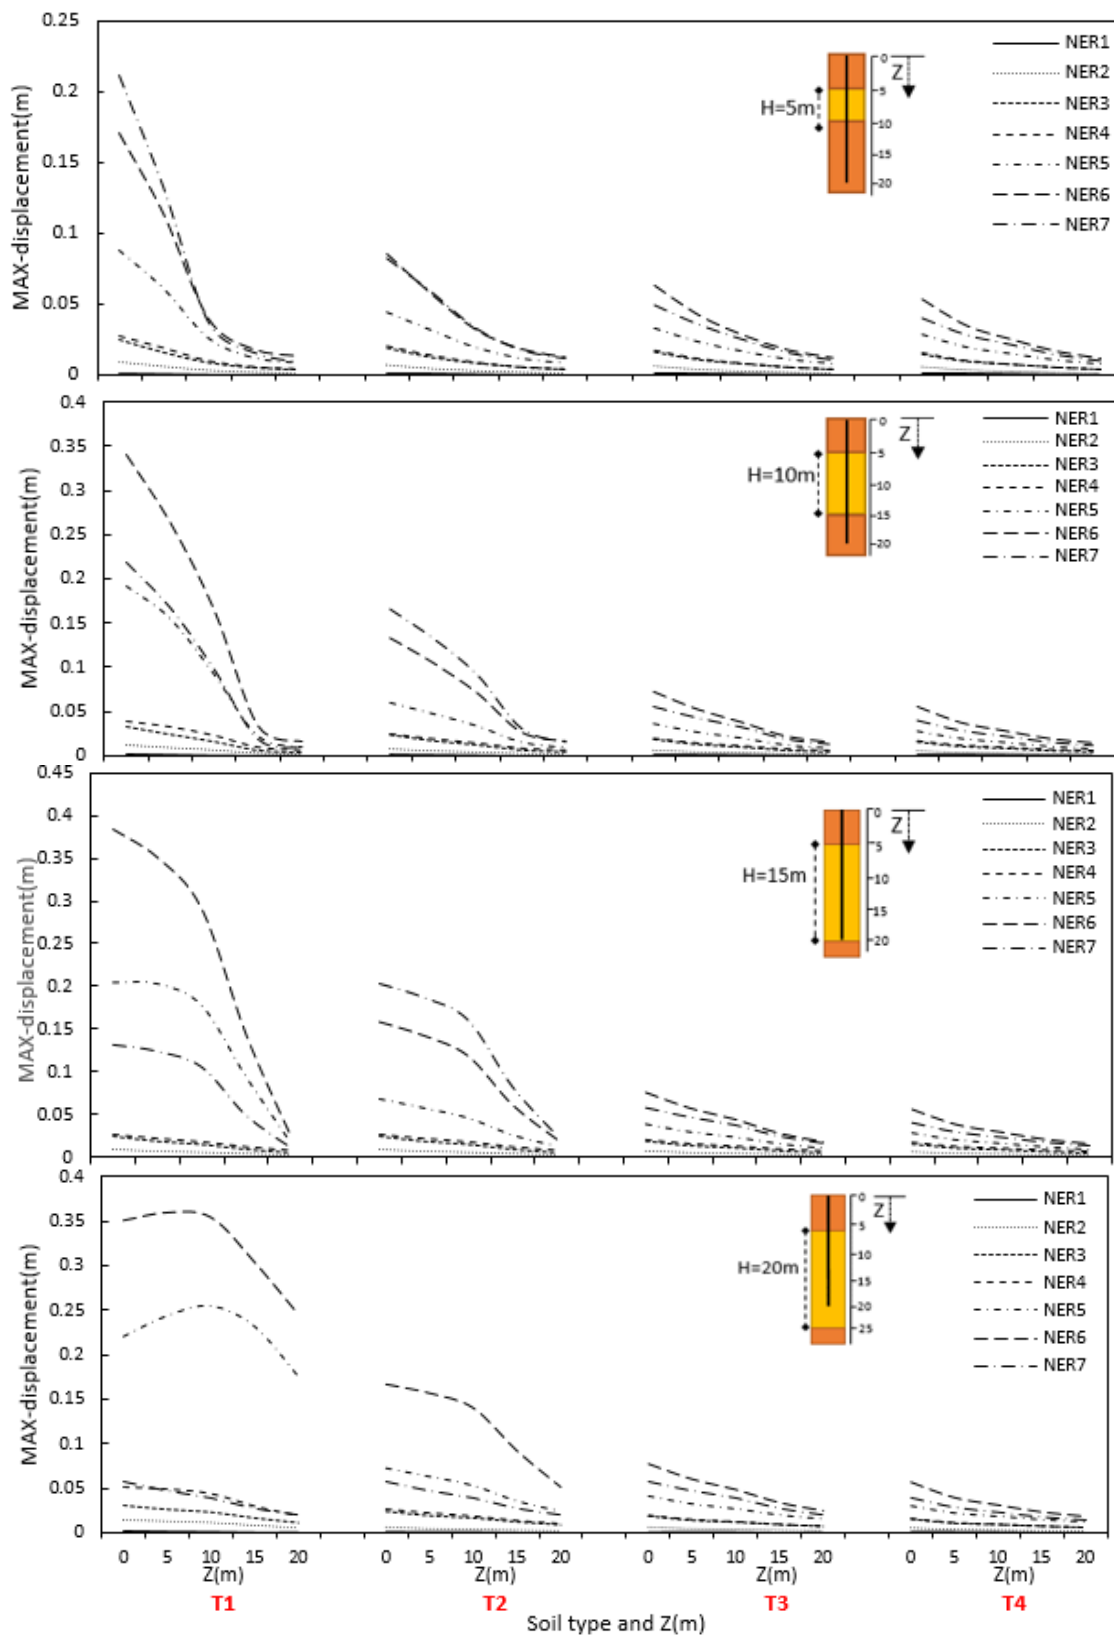 0.25
0.2
0.15
0.1
0.05
0
MAX-displacement(m)
H=5m
Z
0
5
10
15
20
NER1
NER2
NER3
NER4
NER5
NER6
NER7
0.4
0.35
0.3
0.25
0.2
0.15
0.1
0.05
0
MAX-displacement(m)
H=10m
Z
0
5
10
15
20
NER1
NER2
NER3
NER4
NER5
NER6
NER7
0.45
0.4
0.35
0.3
0.25
0.2
0.15
0.1
0.05
0
MAX-displacement(m)
H=15m
Z
0
5
10
15
20
NER1
NER2
NER3
NER4
NER5
NER6
NER7
0.4
0.35
0.3
0.25
0.2
0.15
0.1
0.05
0
MAX-displacement(m)
H=20m
Z
0
5
10
15
20
25
NER1
NER2
NER3
NER4
NER5
NER6
NER7
0 5 10 15 20 0 5 10 15 20 0 5 10 15 20 0 5 10 15 20
Z(m) Z(m) Z(m) Z(m)
T1 T2 T3 T4
Soil type and Z(m)